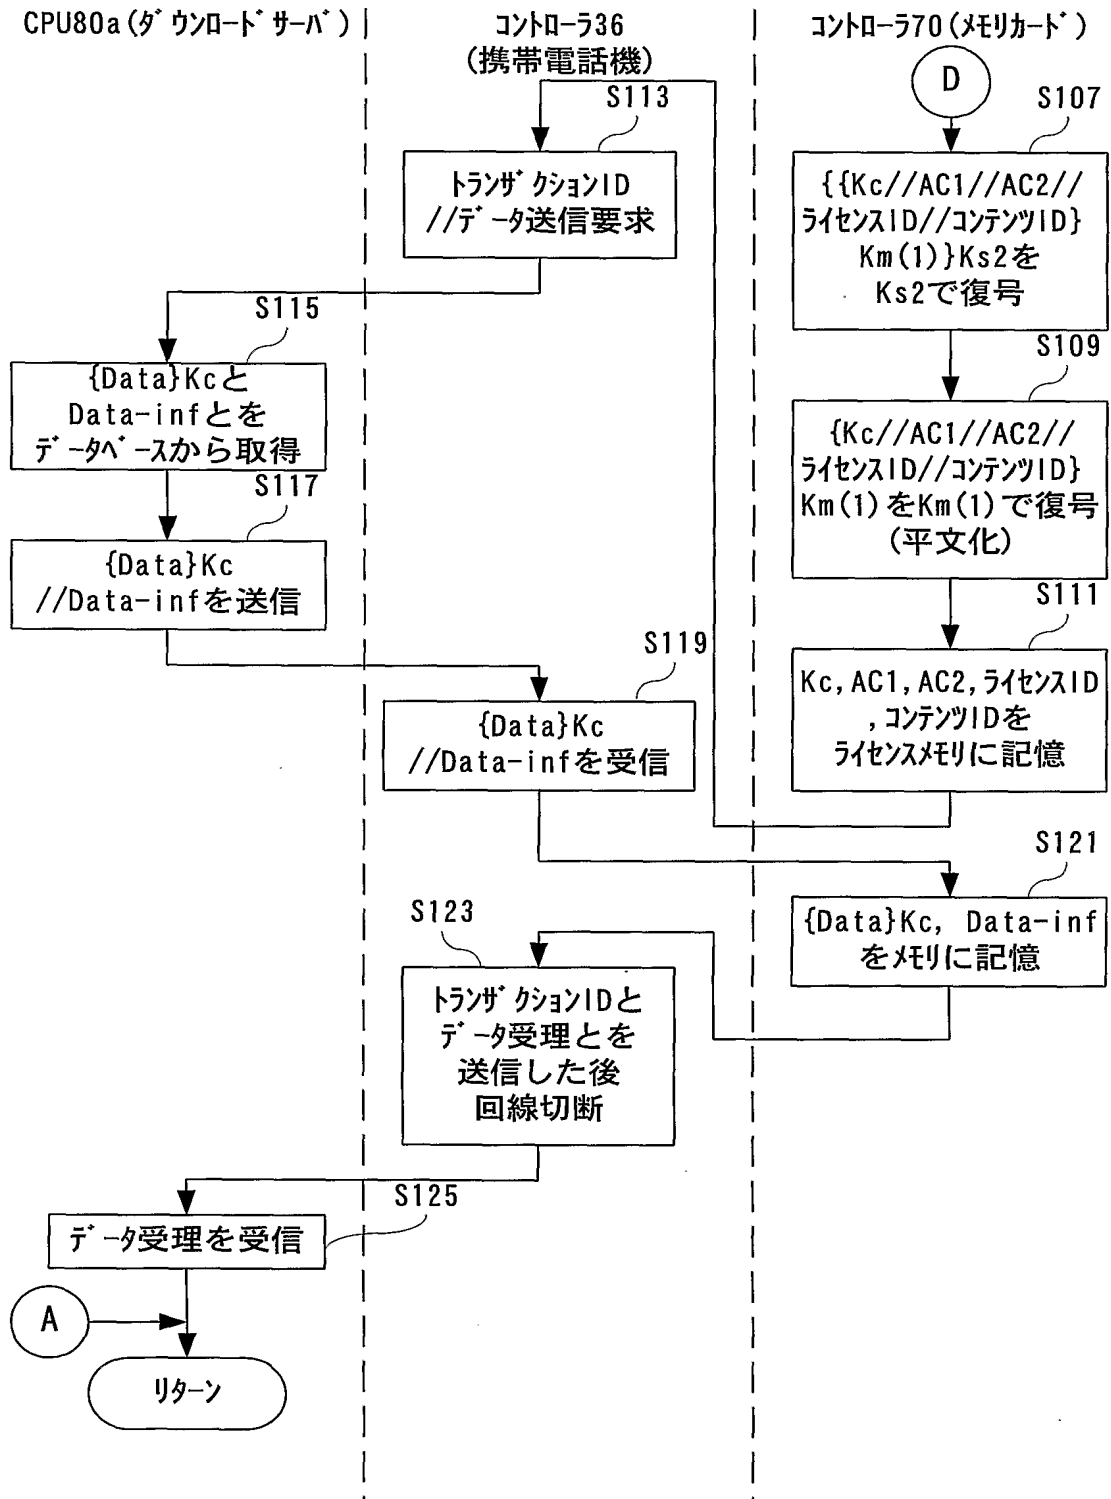 CPU80a(ﾀﾞｳﾝﾛｰﾄﾞｻｰﾊﾞ)
ｺﾝﾄﾛｰﾗ36
(携帯電話機)
ｺﾝﾄﾛｰﾗ70(ﾒﾓﾘｶｰﾄﾞ)
D
S107
{{Kc//AC1//AC2//
ﾗｲｾﾝｽID//ｺﾝﾃﾝﾂID}
Km(1)}Ks2を
Ks2で復号
S109
{Kc//AC1//AC2//
ﾗｲｾﾝｽID//ｺﾝﾃﾝﾂID}
Km(1)をKm(1)で復号
(平文化)
S111
Kc,AC1,AC2,ﾗｲｾﾝｽID
,ｺﾝﾃﾝﾂIDを
ﾗｲｾﾝｽﾒﾓﾘに記憶
S113
ﾄﾗﾝｻﾞｸｼｮﾝID
//ﾃﾞｰﾀ送信要求
S115
{Data}Kcと
Data-infとを
ﾃﾞｰﾀﾍﾞｰｽから取得
S117
{Data}Kc
//Data-infを送信
S119
{Data}Kc
//Data-infを受信
S121
{Data}Kc, Data-inf
をﾒﾓﾘに記憶
S123
ﾄﾗﾝｻﾞｸｼｮﾝIDと
ﾃﾞｰﾀ受理とを
送信した後
回線切断
S125
ﾃﾞｰﾀ受理を受信
A
ﾘﾀｰﾝ